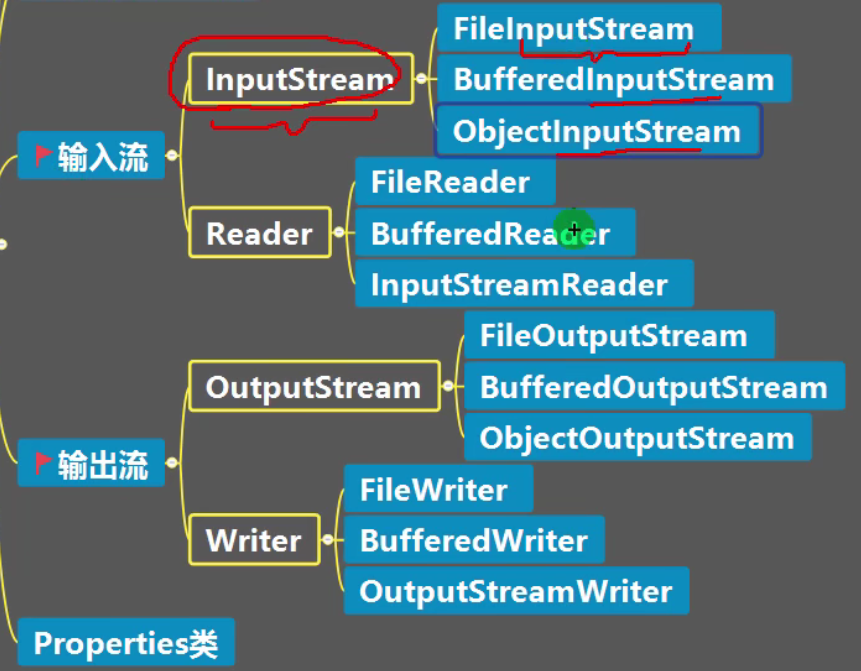 输入流
InputStream
FileInputStream
BufferedInputStream
ObjectInputStream
Reader
FileReader
BufferedReader
InputStreamReader
输出流
OutputStream
FileOutputStream
BufferedOutputStream
ObjectOutputStream
Writer
FileWriter
BufferedWriter
OutputStreamWriter
Properties类